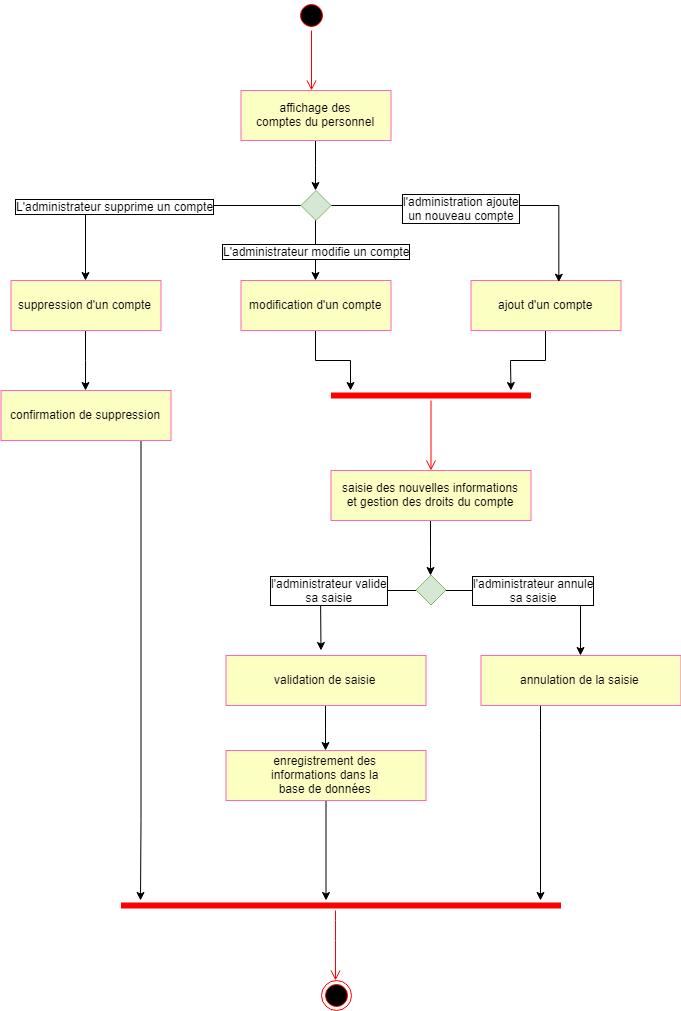 affichage des
comptes du personnel
L'administrateur supprime un compte
l'administration ajoute
un nouveau compte
L'administrateur modifie un compte
suppression d'un compte
modification d'un compte
ajout d'un compte
confirmation de suppression
saisie des nouvelles informations
et gestion des droits du compte
l'administrateur valide
sa saisie
l'administrateur annule
sa saisie
validation de saisie
annulation de la saisie
enregistrement des
informations dans la
base de données